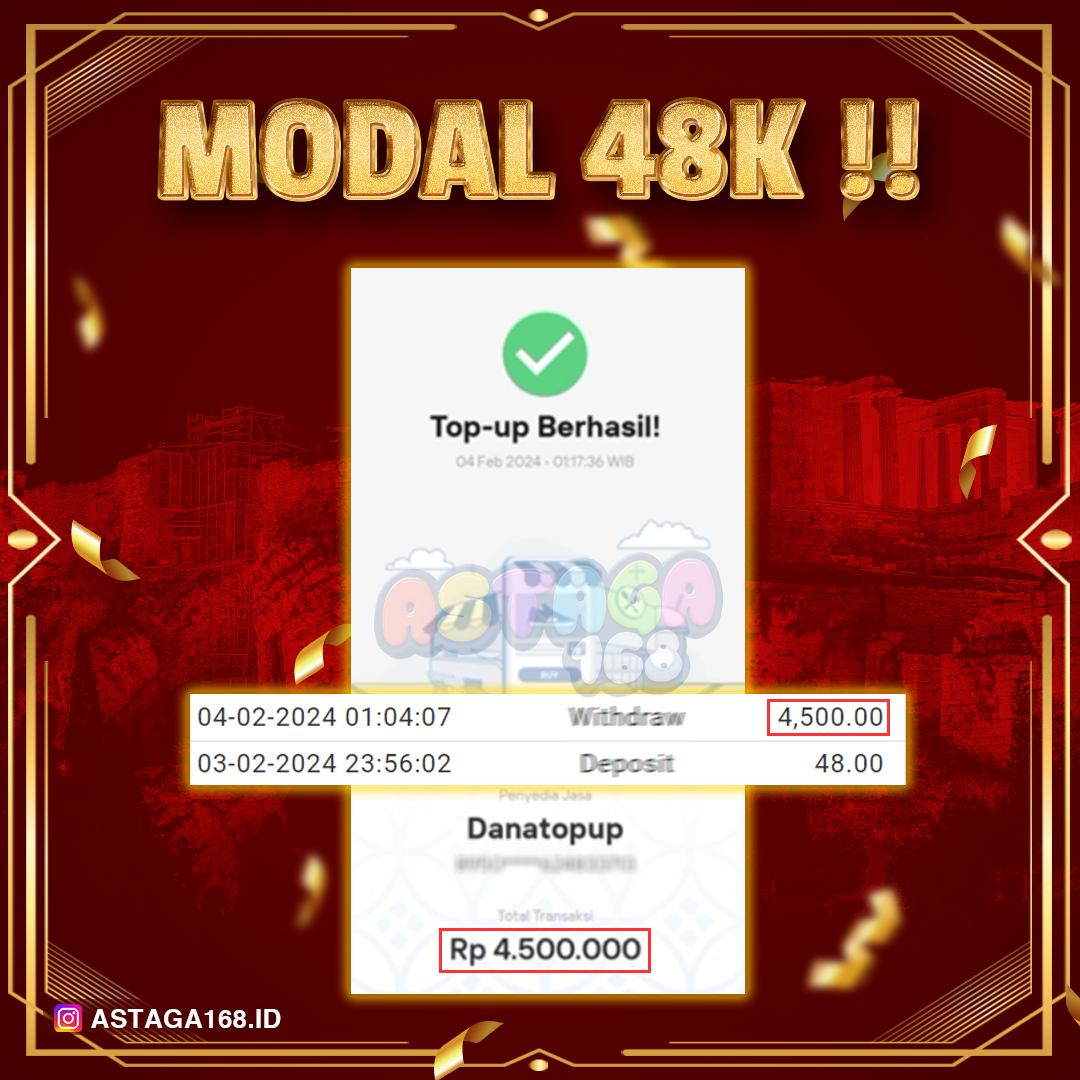 MODAL 48K !!
Top-up Berhasil!
04 Feb 2024 • 01:17:36 WIB
ASTAGA
168
BUY
04-02-2024 01:04:07 Withdraw 4,500.00
03-02-2024 23:56:02 Deposit 48.00
Penyedia Jasa
Danatopup
Total Transaksi
Rp 4.500.000
ASTAGA168.ID